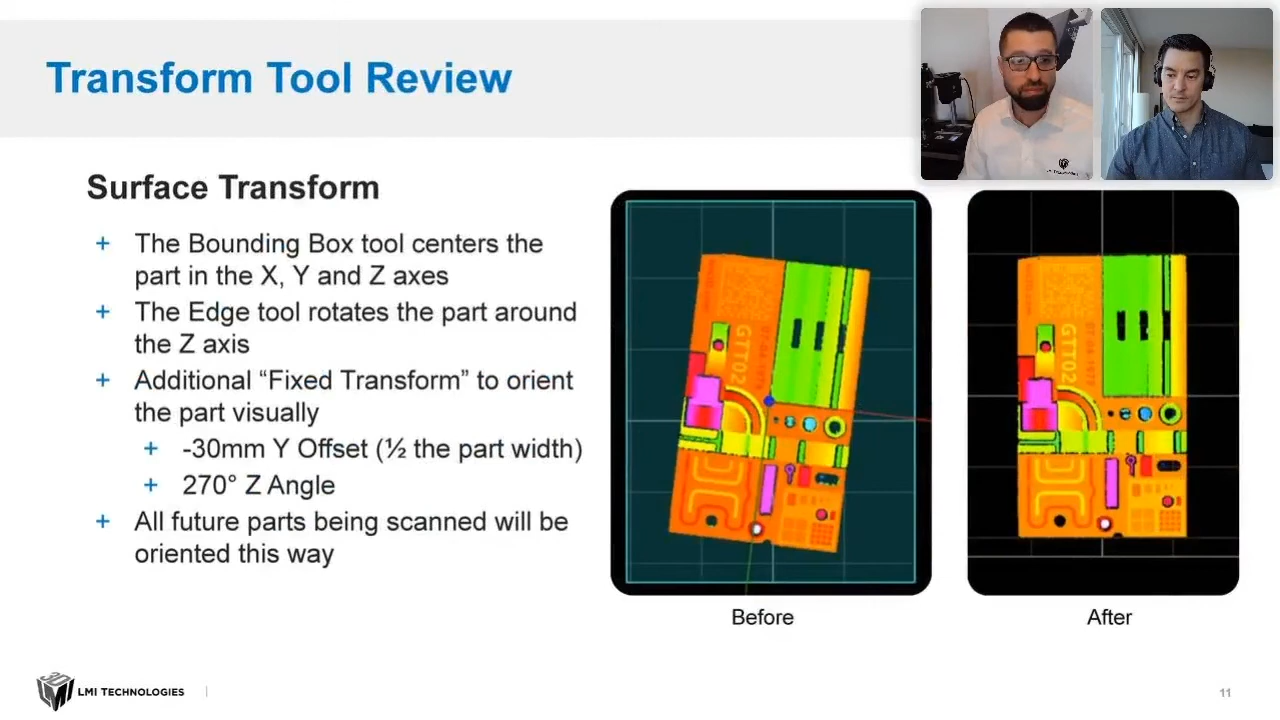 Transform Tool Review
Surface Transform
+ The Bounding Box tool centers the
part in the X, Y and Z axes
+ The Edge tool rotates the part around
the Z axis
+ Additional “Fixed Transform” to orient
the part visually
+ -30mm Y Offset (½ the part width)
+ 270° Z Angle
+ All future parts being scanned will be
oriented this way
GTT02
GTT02
Before
After
LMI TECHNOLOGIES
11